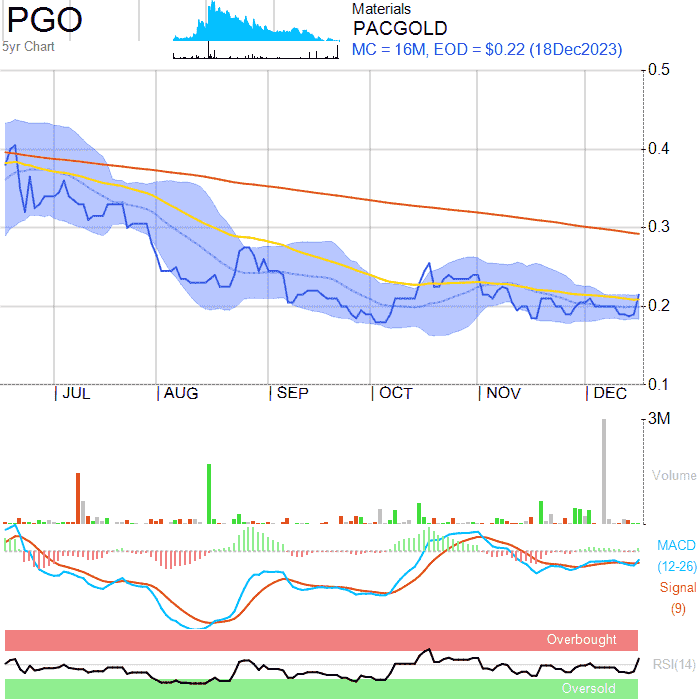 PGO
5yr Chart
Materials
PACGOLD
MC = 16M, EOD = $0.22 (18Dec2023)
0.5
0.4
0.3
0.2
0.1
JUL
AUG
SEP
OCT
NOV
DEC
3M
Volume
MACD
(12-26)
Signal
(9)
Overbought
RSI(14)
Oversold